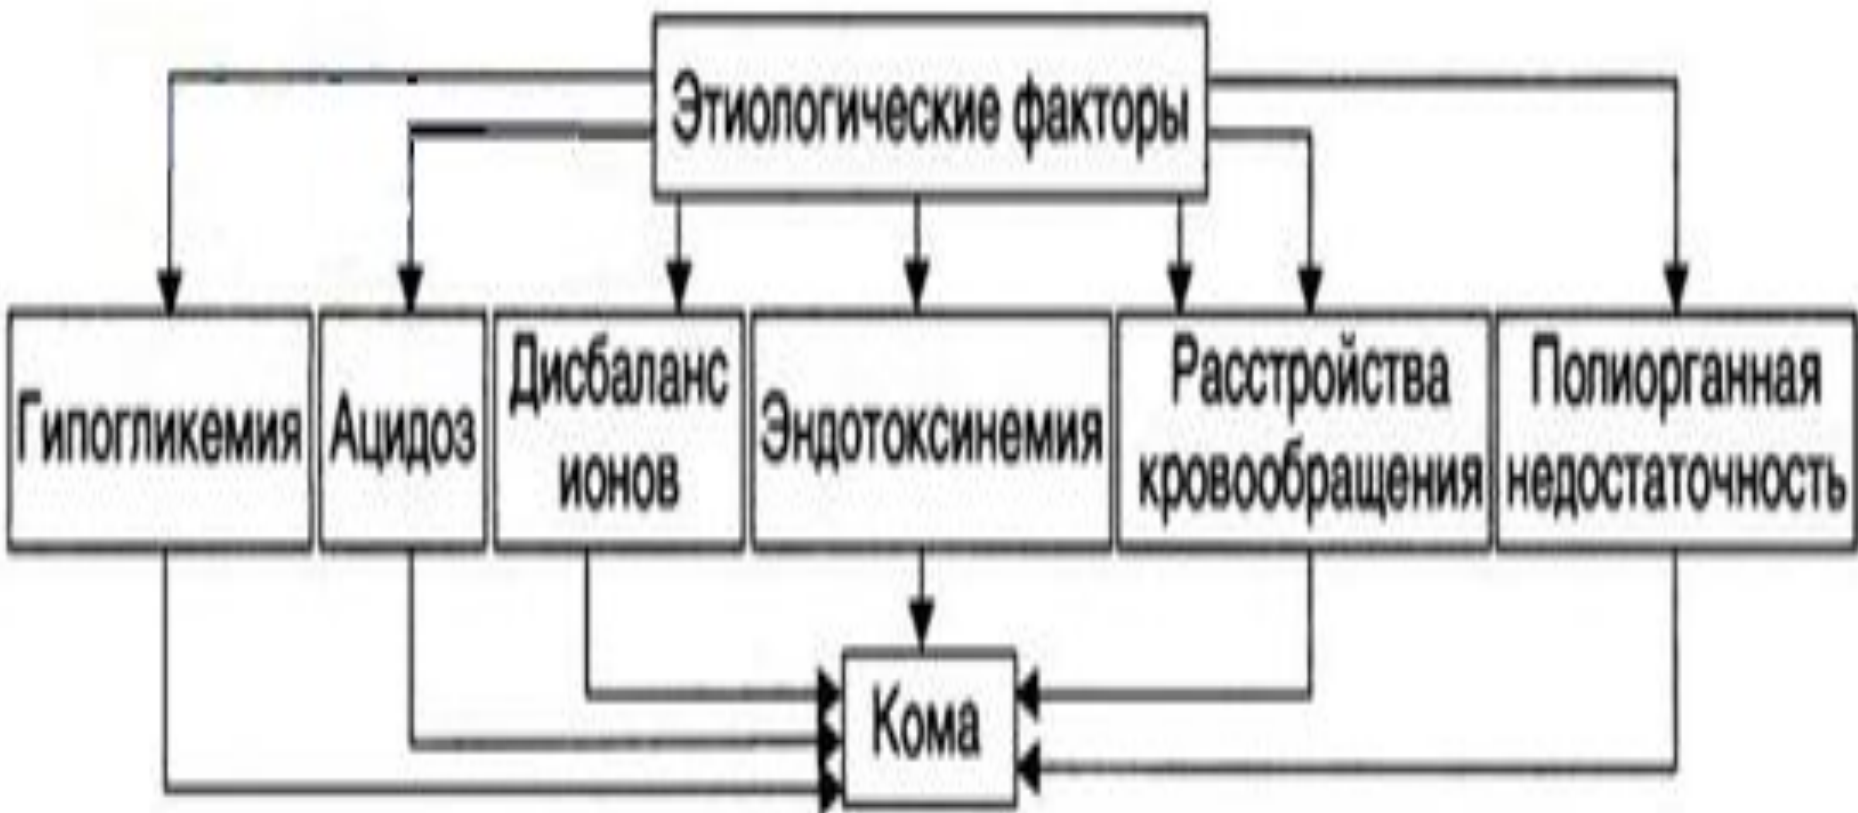 Этиологические факторы
Гипогликемия
Ацидоз
Дисбаланс
ионов
Эндотоксинемия
Расстройства
кровообращения
Полиорганная
недостаточность
Кома